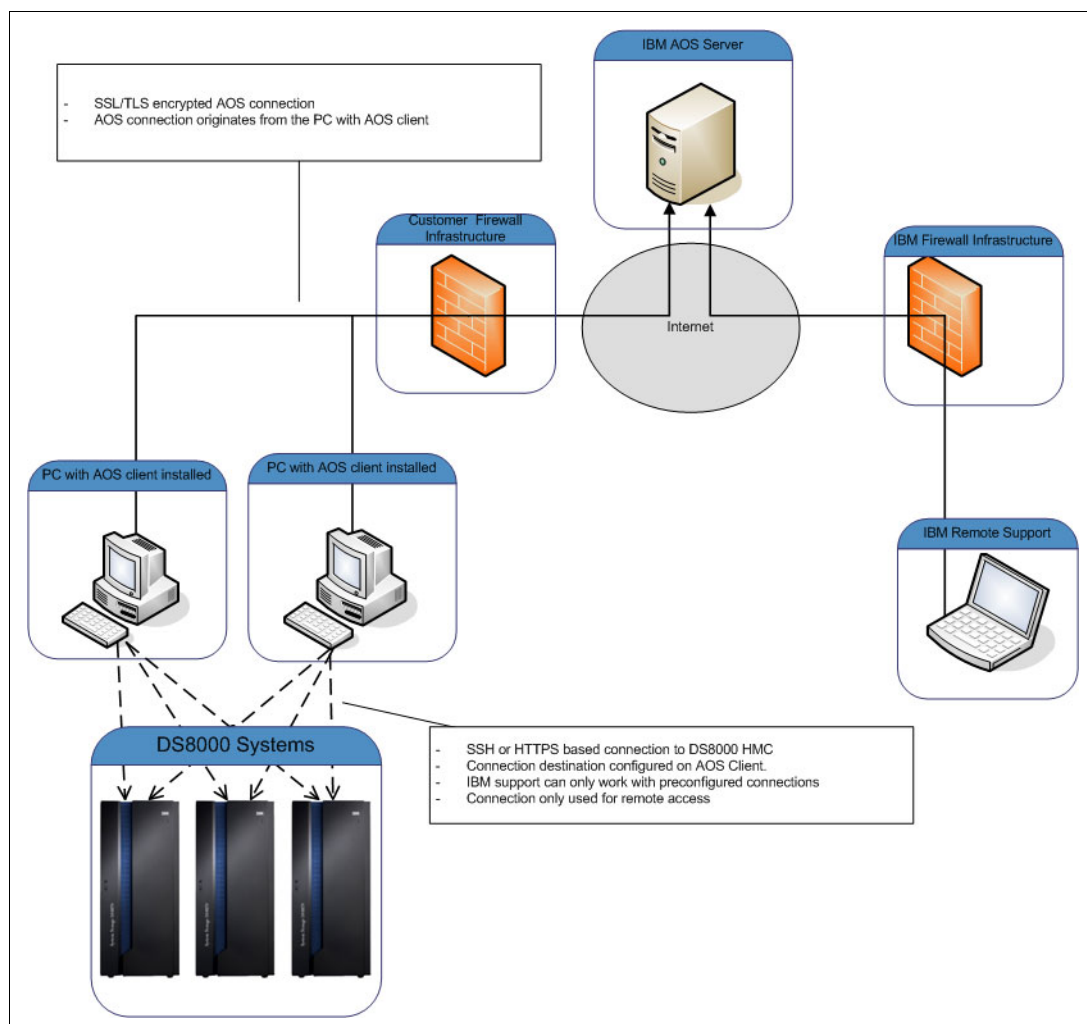 IBM AOS Server
- SSL/TLS encrypted AOS connection
- AOS connection originates from the PC with AOS client
Customer Firewall
Infrastructure
IBM Firewall Infrastructure
Internet
PC with AOS client installed
PC with AOS client installed
IBM Remote Support
DS8000 Systems
- SSH or HTTPS based connection to DS8000 HMC
- Connection destination configured on AOS Client.
- IBM support can only work with preconfigured connections
- Connection only used for remote access